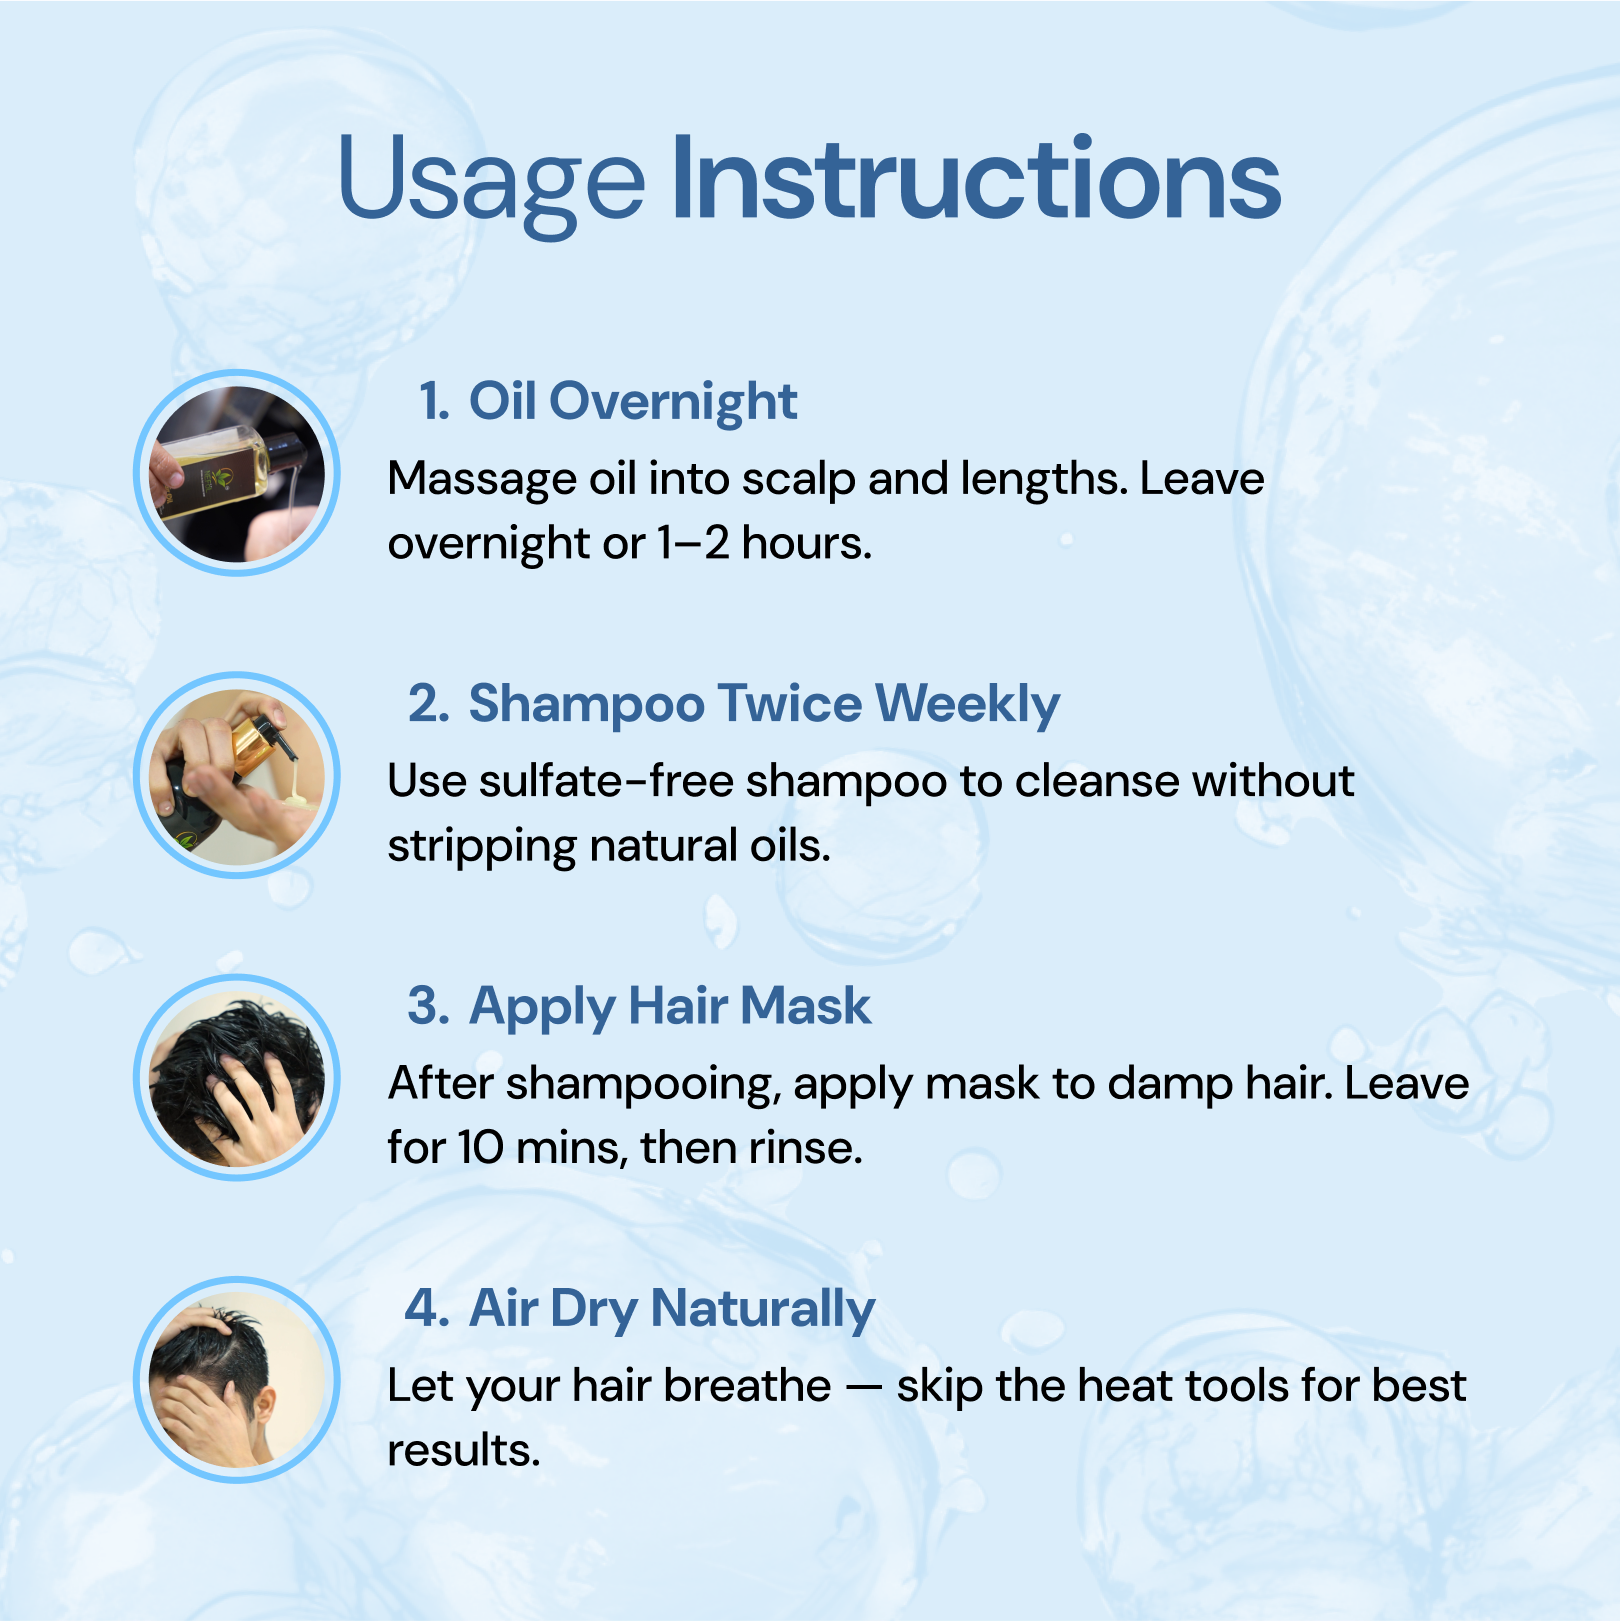 Usage Instructions
1. Oil Overnight
Massage oil into scalp and lengths. Leave
overnight or 1–2 hours.
2. Shampoo Twice Weekly
Use sulfate-free shampoo to cleanse without
stripping natural oils.
3. Apply Hair Mask
After shampooing, apply mask to damp hair. Leave
for 10 mins, then rinse.
4. Air Dry Naturally
Let your hair breathe — skip the heat tools for best
results.